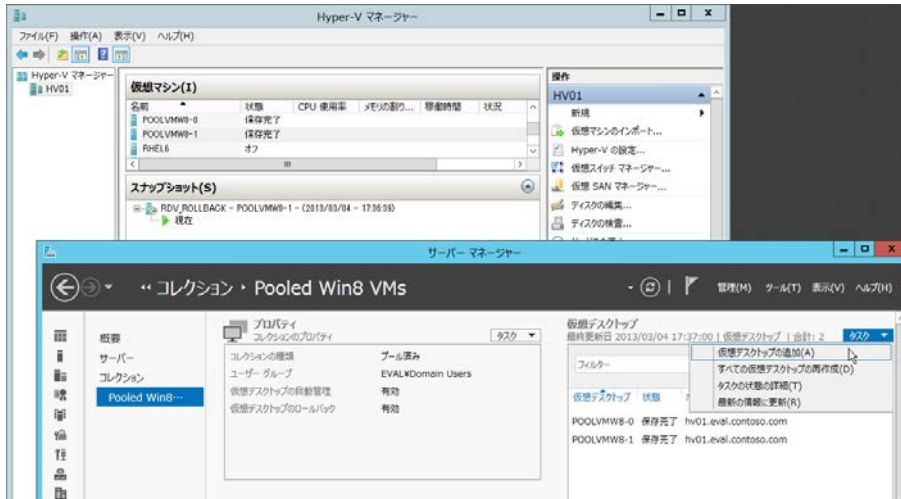 Hyper-V マネージャー
ファイル(F) 操作(A) 表示(V) ヘルプ(H)
Hyper-V マネージャー
HV01
仮想マシン(I)
名前 状態 CPU 使用率 メモリの割り... 稼働時間 状況
POOLVMW8-0 保存完了
POOLVMW8-1 保存完了
RHEL6 オフ
スナップショット(S)
RDV_ROLLBACK - POOLVMW8-1 - (2013/03/04 - 17:36:39)
現在
操作
HV01
新規
仮想マシンのインポート...
Hyper-V の設定...
仮想スイッチ マネージャー...
仮想 SAN マネージャー...
ディスクの編集...
ディスクの検査...
サーバー マネージャー
コレクション ・ Pooled Win8 VMs
管理(M) ツール(T) 表示(V) ヘルプ(H)
概要
サーバー
コレクション
Pooled Win8…
プロパティ
コレクションのプロパティ
タスク
コレクションの種類 プール済み
ユーザー グループ EVAL¥Domain Users
仮想デスクトップの自動管理 有効
仮想デスクトップのロールバック 有効
仮想デスクトップ
最終更新日 2013/03/04 17:37:00 | 仮想デスクトップ | 合計: 2
タスク
仮想デスクトップの追加(A)
すべての仮想デスクトップの再作成(D)
タスクの状態の詳細(T)
最新の情報に更新(R)
フィルター
仮想デスクトップ 状態
POOLVMW8-0 保存完了 hv01.eval.contoso.com
POOLVMW8-1 保存完了 hv01.eval.contoso.com